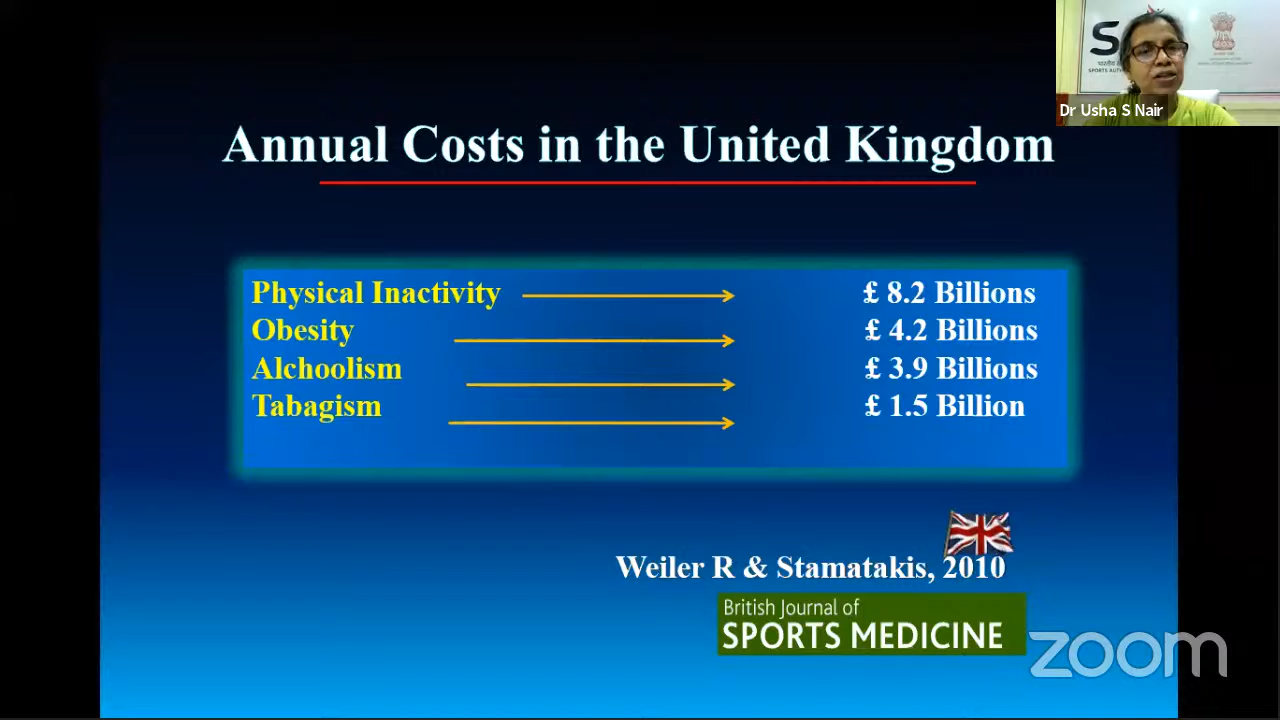 Dr Usha S Nair
Annual Costs in the United Kingdom
Physical Inactivity £ 8.2 Billions
Obesity £ 4.2 Billions
Alchoolism £ 3.9 Billions
Tabagism £ 1.5 Billion
Weiler R & Stamatakis, 2010
British Journal of
SPORTS MEDICINE
zoom